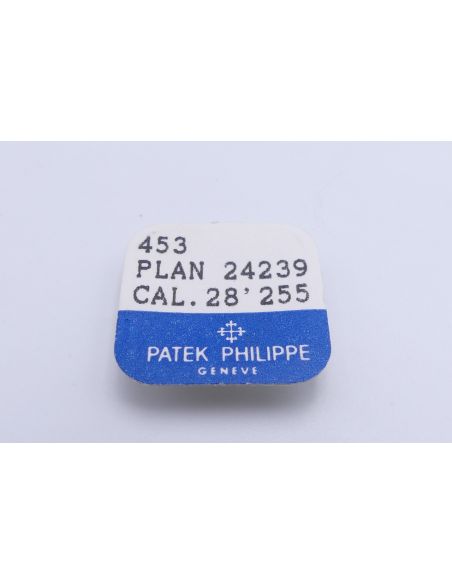 453
PLAN 24239
CAL. 28'255
PATEK PHILIPPE
GENEVE